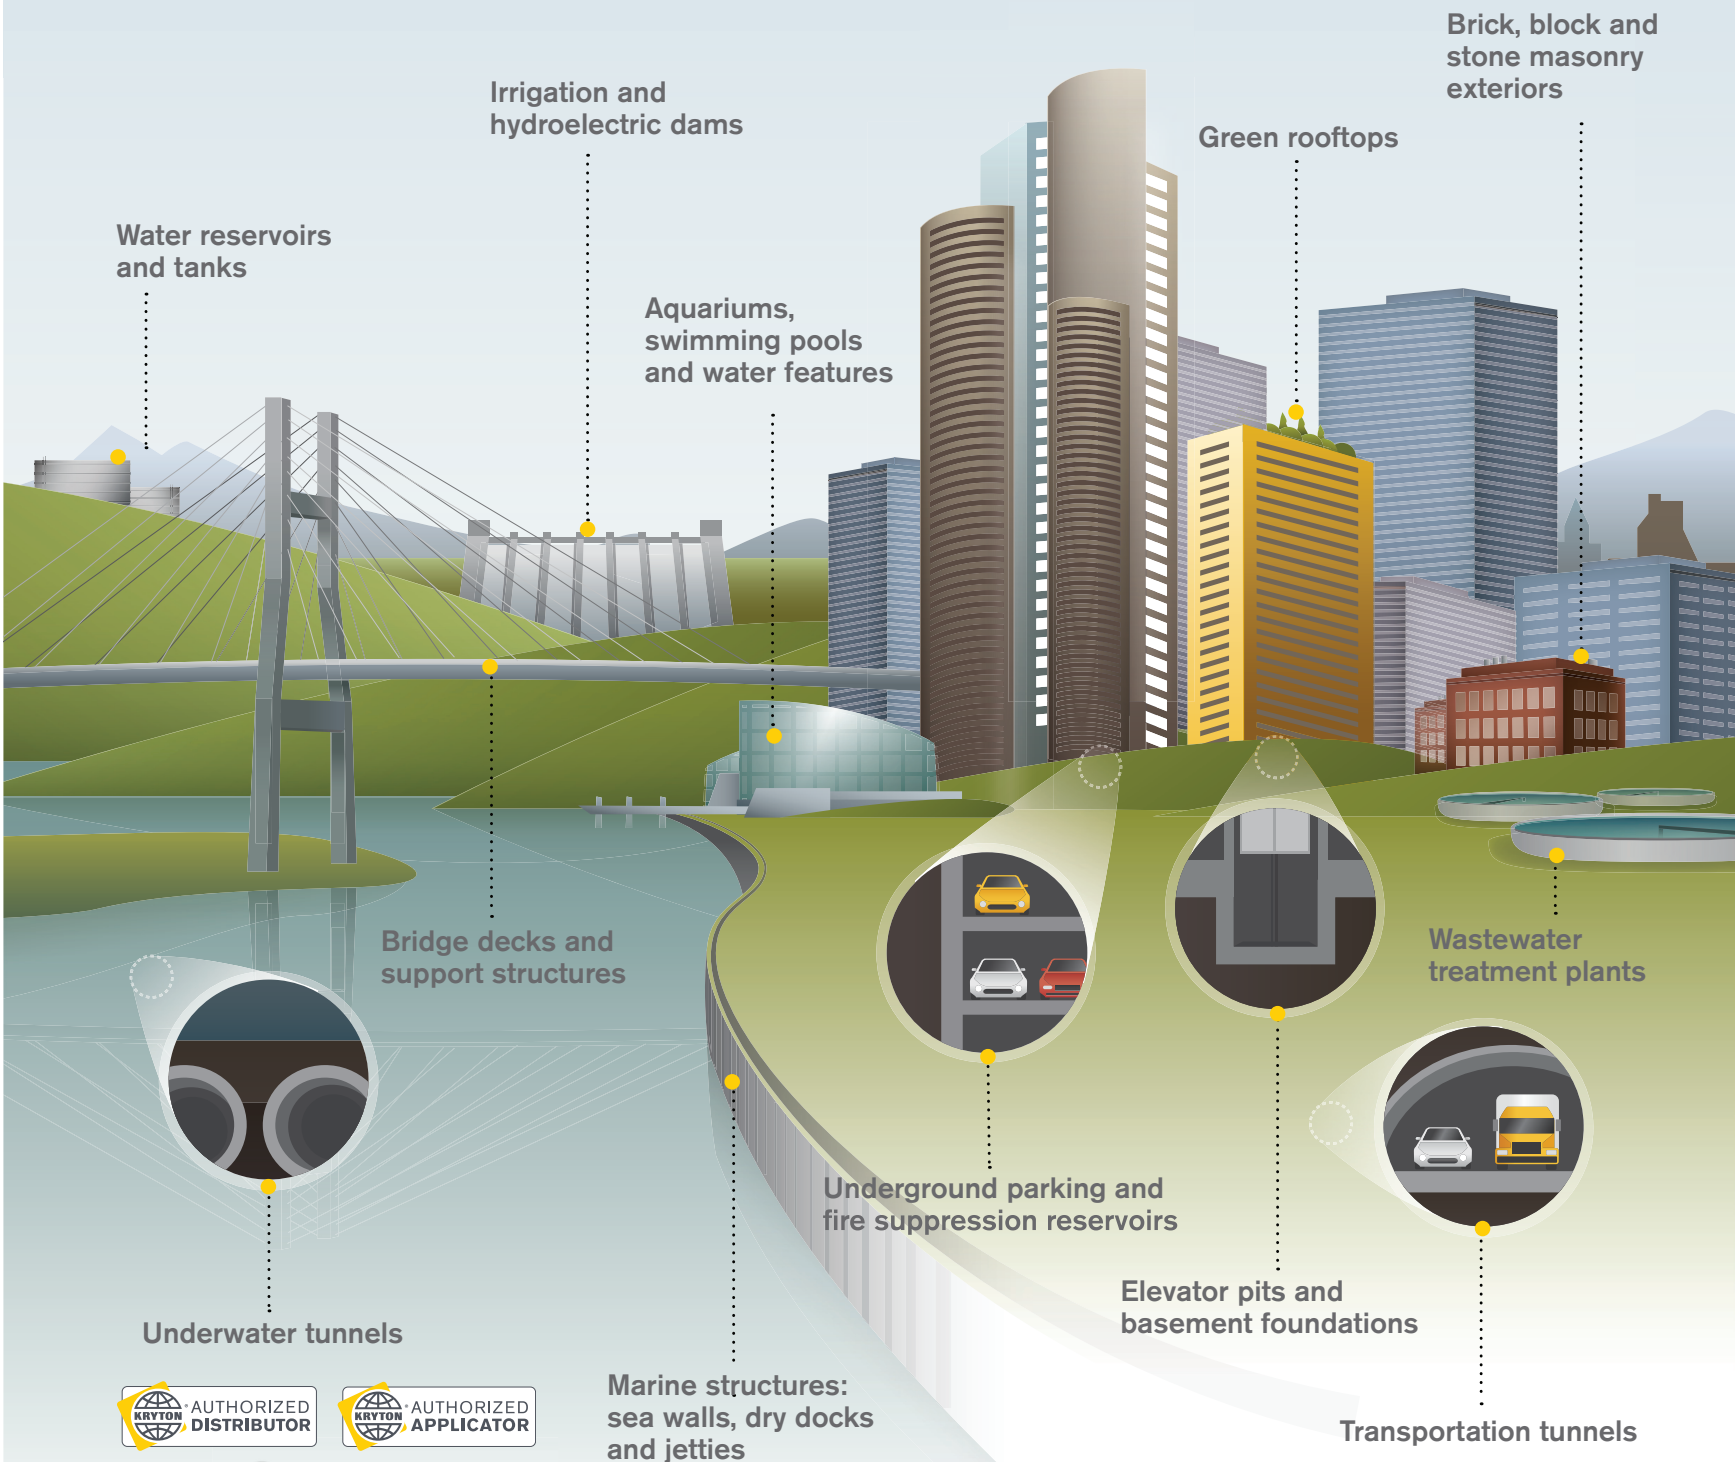 Brick, block and
stone masonry
exteriors
Irrigation and
hydroelectric dams
Green rooftops
Water reservoirs
and tanks
Aquariums,
swimming pools
and water features
Bridge decks and
support structures
Wastewater
treatment plants
Underground parking and
fire suppression reservoirs
Elevator pits and
basement foundations
Underwater tunnels
Marine structures:
sea walls, dry docks
and jetties
Transportation tunnels
KRYTON
AUTHORIZED
DISTRIBUTOR
KRYTON
AUTHORIZED
APPLICATOR